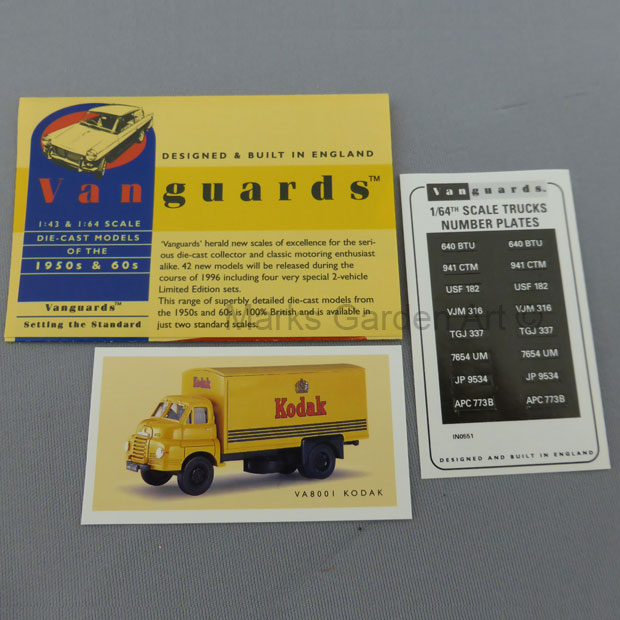 DESIGNED & BUILT IN ENGLAND
Vanguards™
1:43 & 1:64 SCALE
DIE-CAST MODELS
OF THE
1950s & 60s
Vanguards™
Setting the Standard
'Vanguards' herald new scales of excellence for the seri-
ous die-cast collector and classic motoring enthusiast
alike. 42 new models will be released during the
course of 1996 including four very special 2-vehicle
Limited Edition sets.
This range of superbly detailed die-cast models from
the 1950s and 60s is 100% British and is available in
just two standard scales.
Marks Garden Art ©
Kodak
Kodak
VA8001 KODAK
Vanguards™
1/64TH SCALE TRUCKS
NUMBER PLATES
640 BTU 640 BTU
941 CTM 941 CTM
USF 182 USF 182
VJM 316 VJM 316
TGJ 337 TGJ 337
7654 UM 7654 UM
JP 9534 JP 9534
APC 773B APC 773B
IN0551
DESIGNED AND BUILT IN ENGLAND